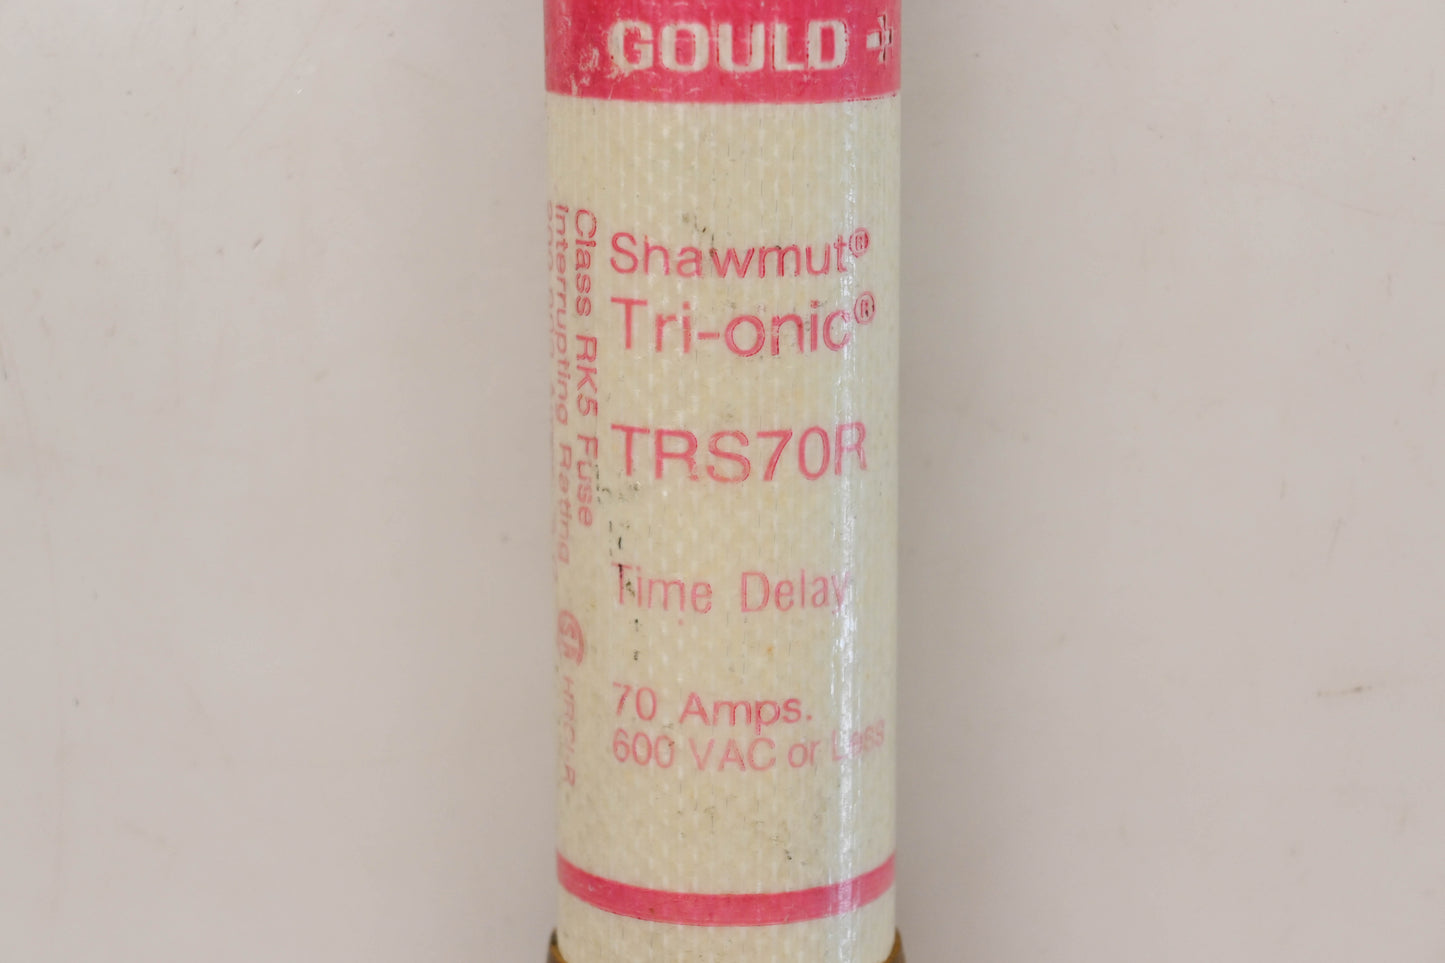 GOULD
Shawmut®
Tri-onic®
TRS70R
Time Delay
70 Amps.
600 VAC or Less
Class RK5 Fuse
Interrupting Rating